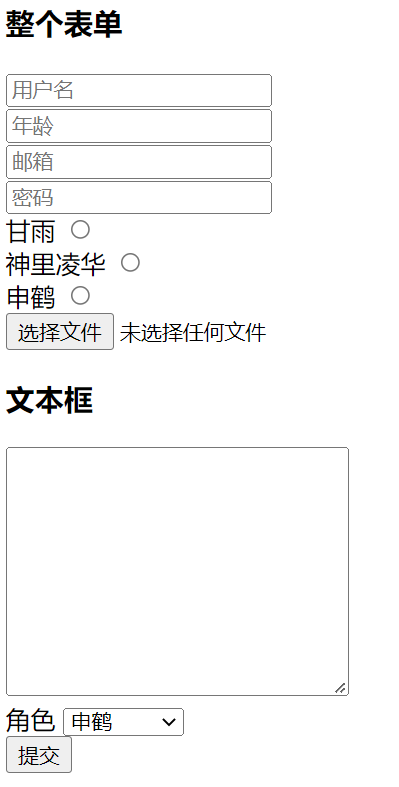 整个表单
用户名
年龄
邮箱
密码
甘雨
神里凌华
申鹤
选择文件 未选择任何文件
文本框
角色 申鹤
提交